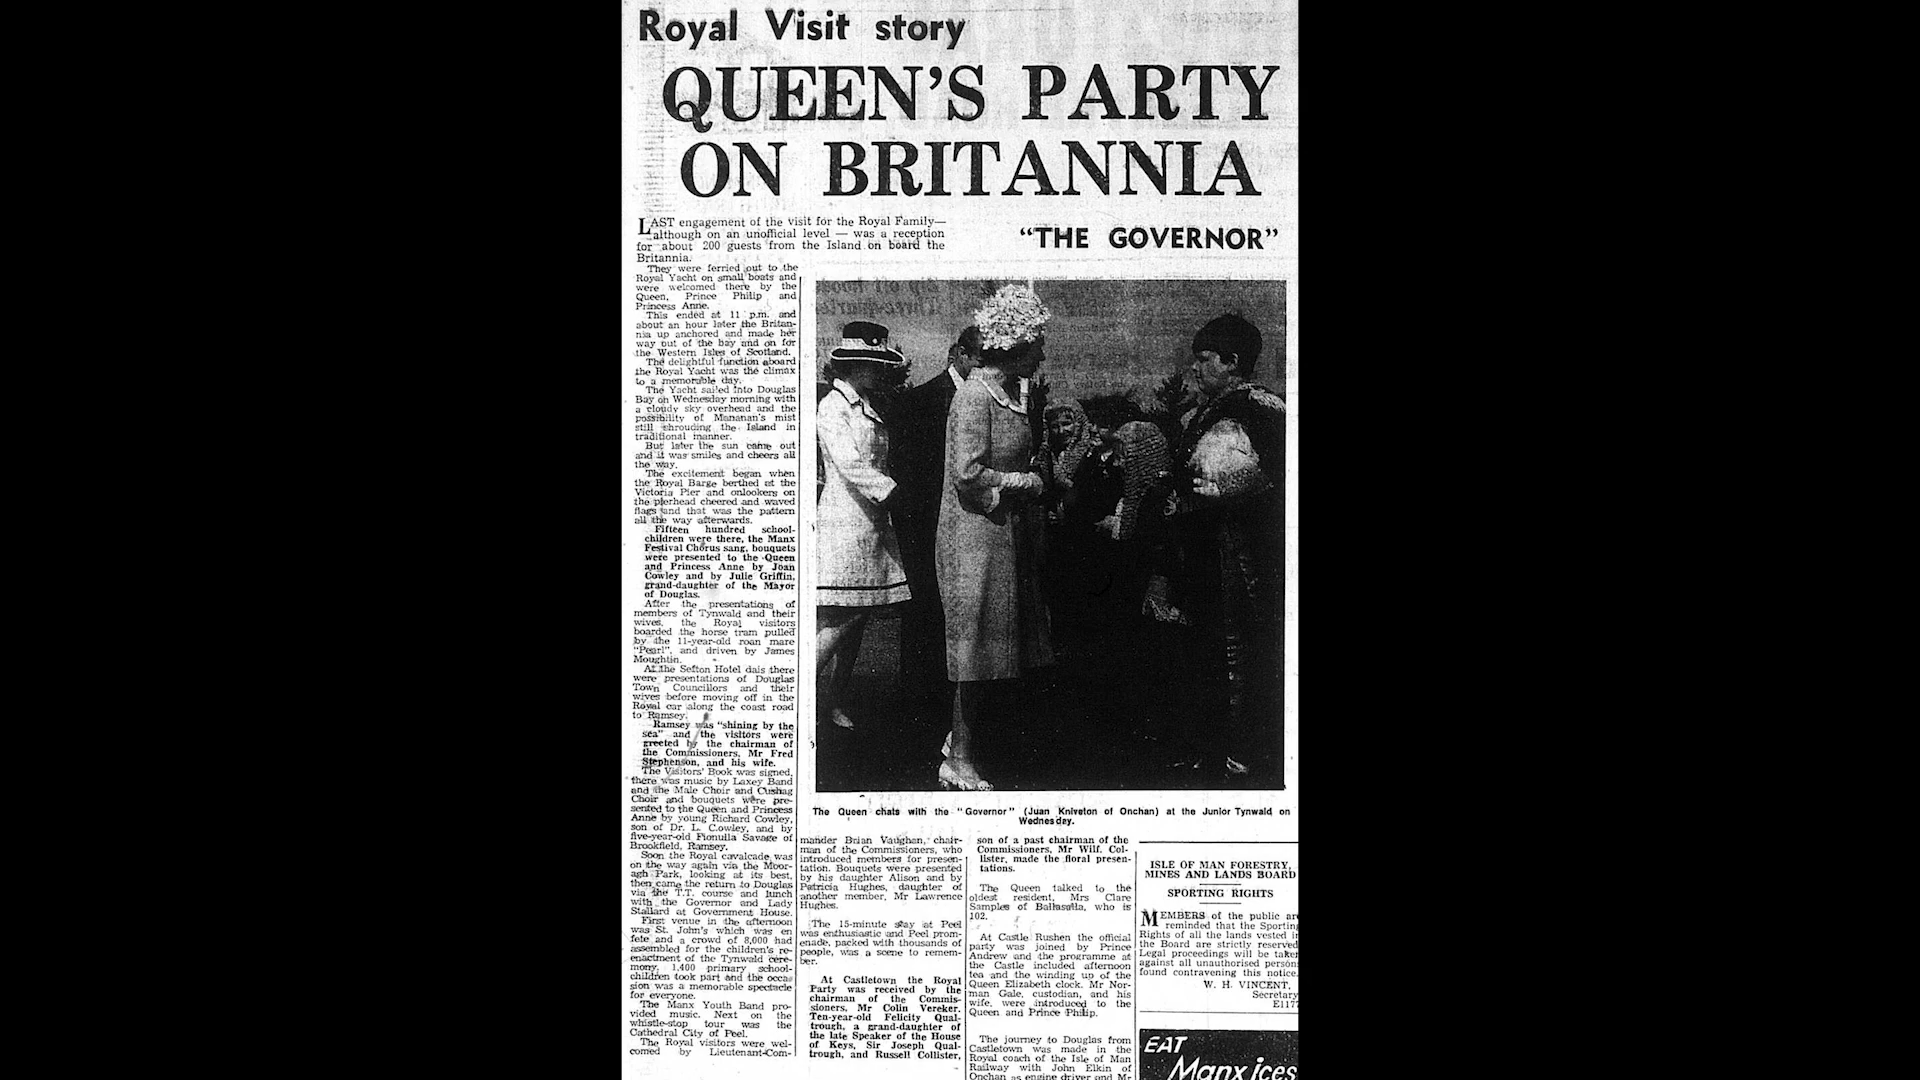 Royal Visit story
QUEEN'S PARTY
ON BRITANNIA
LAST engagement of the visit for the Royal Family—
although on an unofficial level — was a reception
for about 200 guests from the Island on board the
Britannia.
"THE GOVERNOR"
They were ferried out to the
Royal Yacht on small boats and
were welcomed there by the
Queen, Prince Philip and
Princess Anne.
This ended at 11 p.m. and
about an hour later the Britan-
nia up anchored and made her
way out of the bay and on for
the Western Isles of Scotland.
The delightful function aboard
the Royal Yacht was the climax
to a memorable day.
The Yacht sailed into Douglas
Bay on Wednesday morning with
a cloudy sky overhead and the
possibility of Mananan's mist
still shrouding the Island in
traditional manner.
But later the sun came out
and it was smiles and cheers all
the way.
The excitement began when
the Royal Barge berthed at the
Victoria Pier and onlookers on
the pierhead cheered and waved
flags and that was the pattern
all the way afterwards.
Fifteen hundred school-
children were there, the Manx
Festival Chorus sang, bouquets
were presented to the Queen
and Princess Anne by Joan
Cowley and by Julie Griffin,
grand-daughter of the Mayor
of Douglas.
After the presentations of
members of Tynwald and their
wives, the Royal visitors
boarded the horse tram pulled
by the 11-year-old roan mare
"Pearl", and driven by James
Moughtin.
At the Sefton Hotel dais there
were presentations of Douglas
Town Councillors and their
wives before moving off in the
Royal car along the coast road
to Ramsey.
Ramsey was "shining by the
sea" and the visitors were
greeted by the chairman of
the Commissioners, Mr Fred
Stephenson, and his wife.
The Visitors' Book was signed,
there was music by Laxey Band
and the Male Choir and Cushag
Choir and bouquets were pre-
sented to the Queen and Princess
Anne by young Richard Cowley,
son of Dr. L. Cowley, and by
five-year-old Fionulla Savage of
Brookfield, Ramsey.
Soon the Royal cavalcade was
on the way again via the Moor-
agh Park, looking at its best,
then came the return to Douglas
via the T.T. course and lunch
with the Governor and Lady
Stallard at Government House.
First venue in the afternoon
was St. John's which was en
fete and a crowd of 8,000 had
assembled for the children's re-
enactment of the Tynwald cere-
mony, 1,400 primary school-
children took part and the occa-
sion was a memorable spectacle
for everyone.
The Manx Youth Band pro-
vided music. Next on the
whistle-stop tour was the
Cathedral City of Peel.
The Royal visitors were wel-
comed by Lieutenant-Com-
The Queen chats with the "Governor" (Juan Kniveton of Onchan) at the Junior Tynwald on
Wednesday.
mander Brian Vaughan, chair-
man of the Commissioners, who
introduced members for presen-
tation. Bouquets were presented
by his daughter Alison and by
Patricia Hughes, daughter of
another member, Mr Lawrence
Hughes.
The 15-minute stay at Peel
was enthusiastic and Peel prom-
enade, packed with thousands of
people, was a scene to remem-
ber.
At Castletown the Royal
Party was received by the
chairman of the Commis-
sioners, Mr Colin Vereker.
Ten-year-old Felicity Qual-
trough, a grand-daughter of
the late Speaker of the House
of Keys, Sir Joseph Qual-
trough, and Russell Collister,
son of a past chairman of the
Commissioners, Mr Wilf. Col-
lister, made the floral presen-
tations.
The Queen talked to the
oldest resident, Mrs Clare
Samples of Ballasalla, who is
102.
At Castle Rushen the official
party was joined by Prince
Andrew and the programme at
the Castle included afternoon
tea and the winding up of the
Queen Elizabeth clock. Mr Nor-
man Gale, custodian, and his
wife, were introduced to the
Queen and Prince Philip.
The journey to Douglas from
Castletown was made in the
Royal coach of the Isle of Man
Railway with John Elkin of
Onchan as engine driver and Mr
ISLE OF MAN FORESTRY,
MINES AND LANDS BOARD
SPORTING RIGHTS
MEMBERS of the public are
reminded that the Sporting
Rights of all the lands vested in
the Board are strictly reserved.
Legal proceedings will be taken
against all unauthorised persons
found contravening this notice.
W. H. VINCENT,
Secretary
E1177
EAT
Manx ices